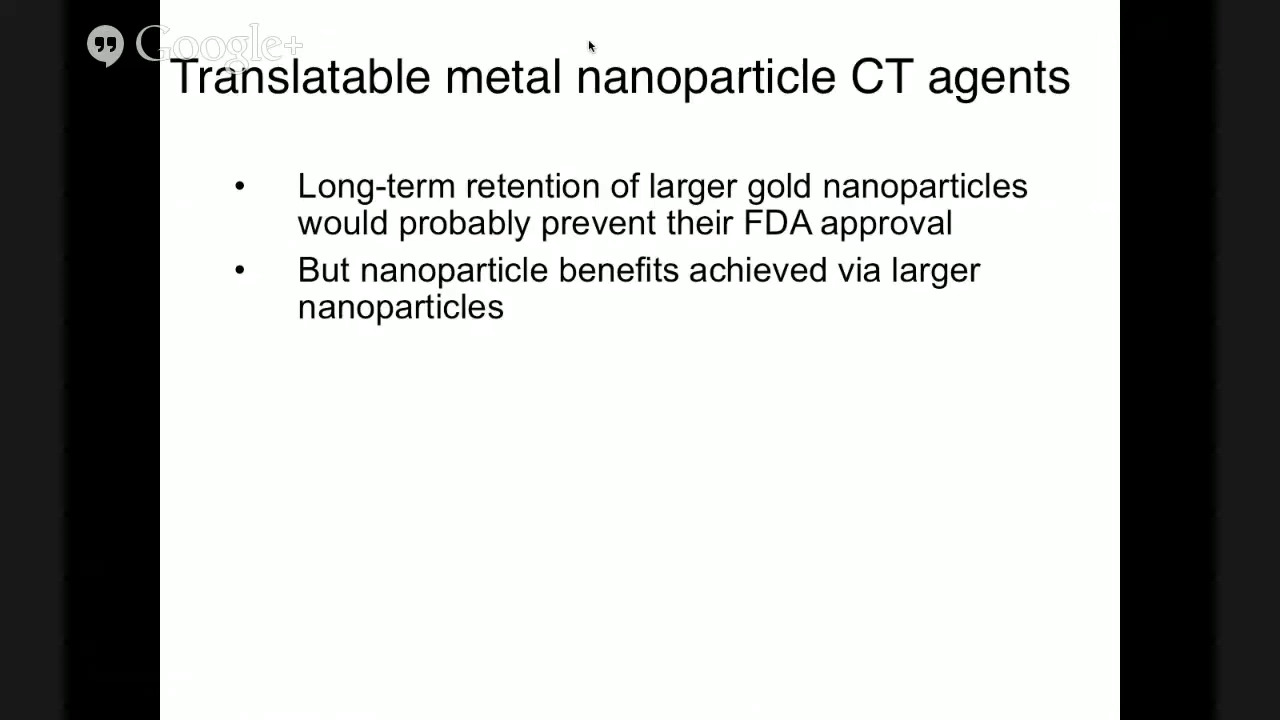 Google+
Translatable metal nanoparticle CT agents
• Long-term retention of larger gold nanoparticles
would probably prevent their FDA approval
• But nanoparticle benefits achieved via larger
nanoparticles